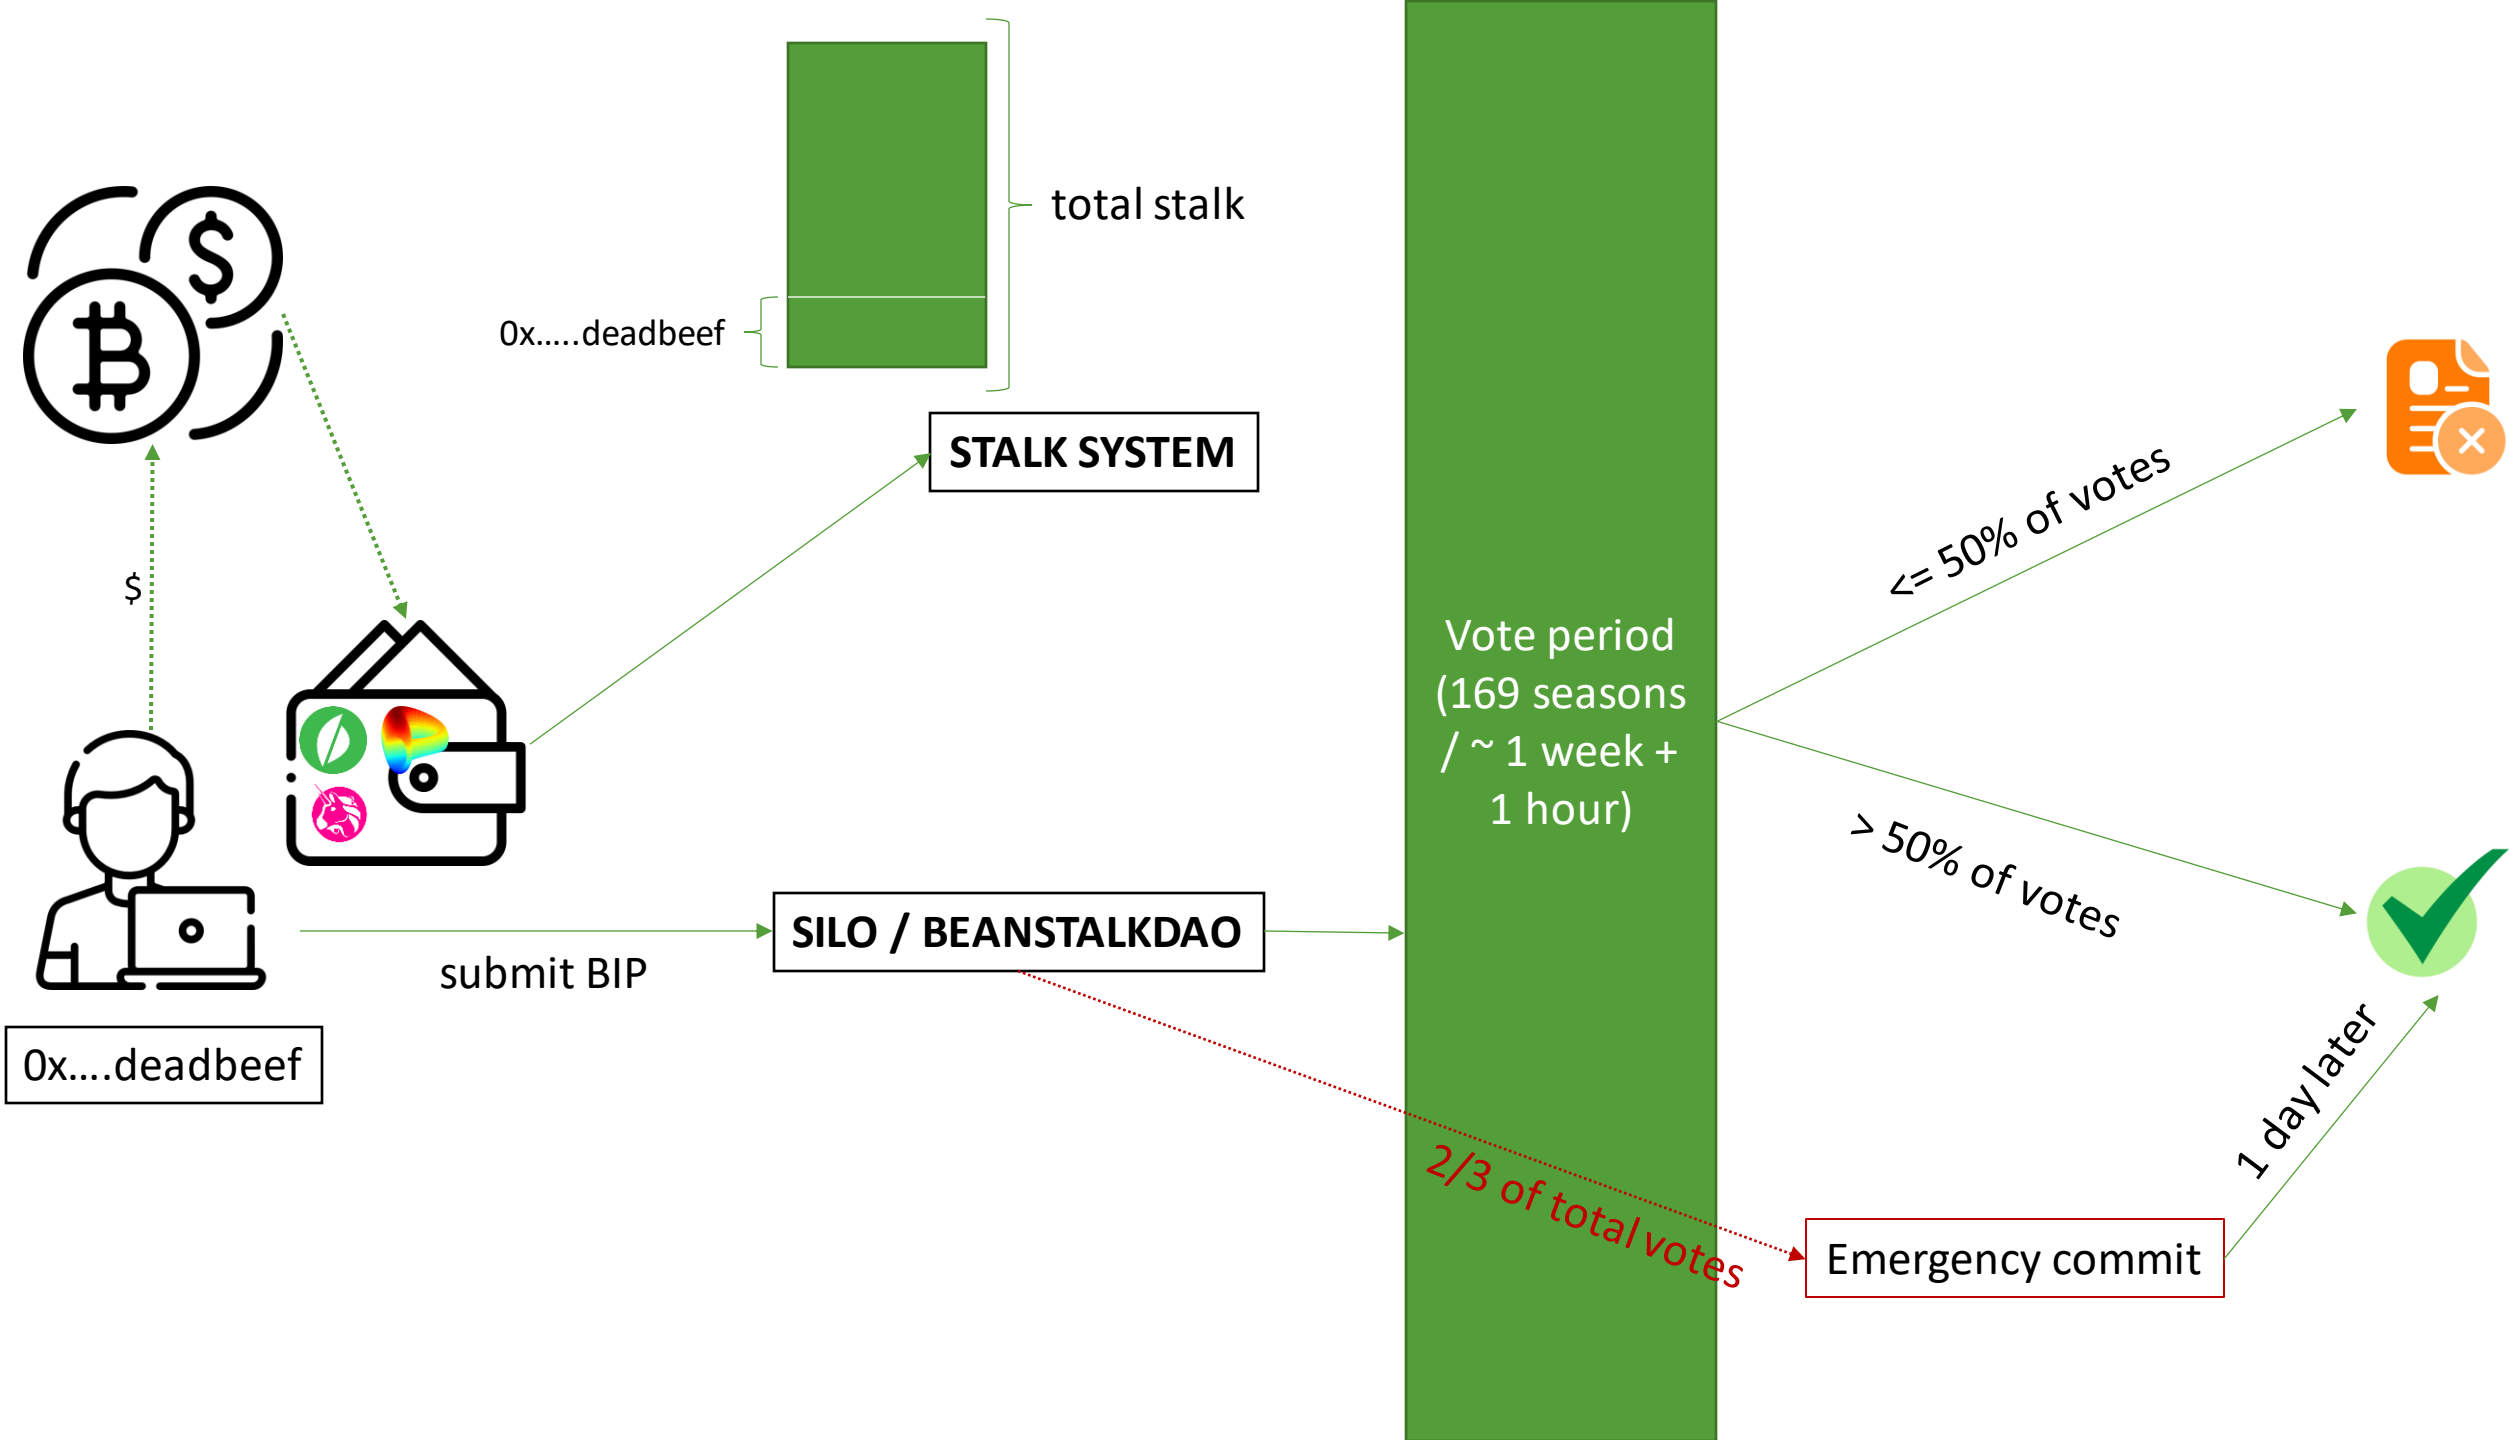 total stalk
0x.....deadbeef
STALK SYSTEM
$
$
<= 50% of votes
Vote period
(169 seasons
/ ~ 1 week +
1 hour)
> 50% of votes
SILO / BEANSTALKDAO
submit BIP
0x....deadbeef
1 day later
2/3 of total votes
Emergency commit